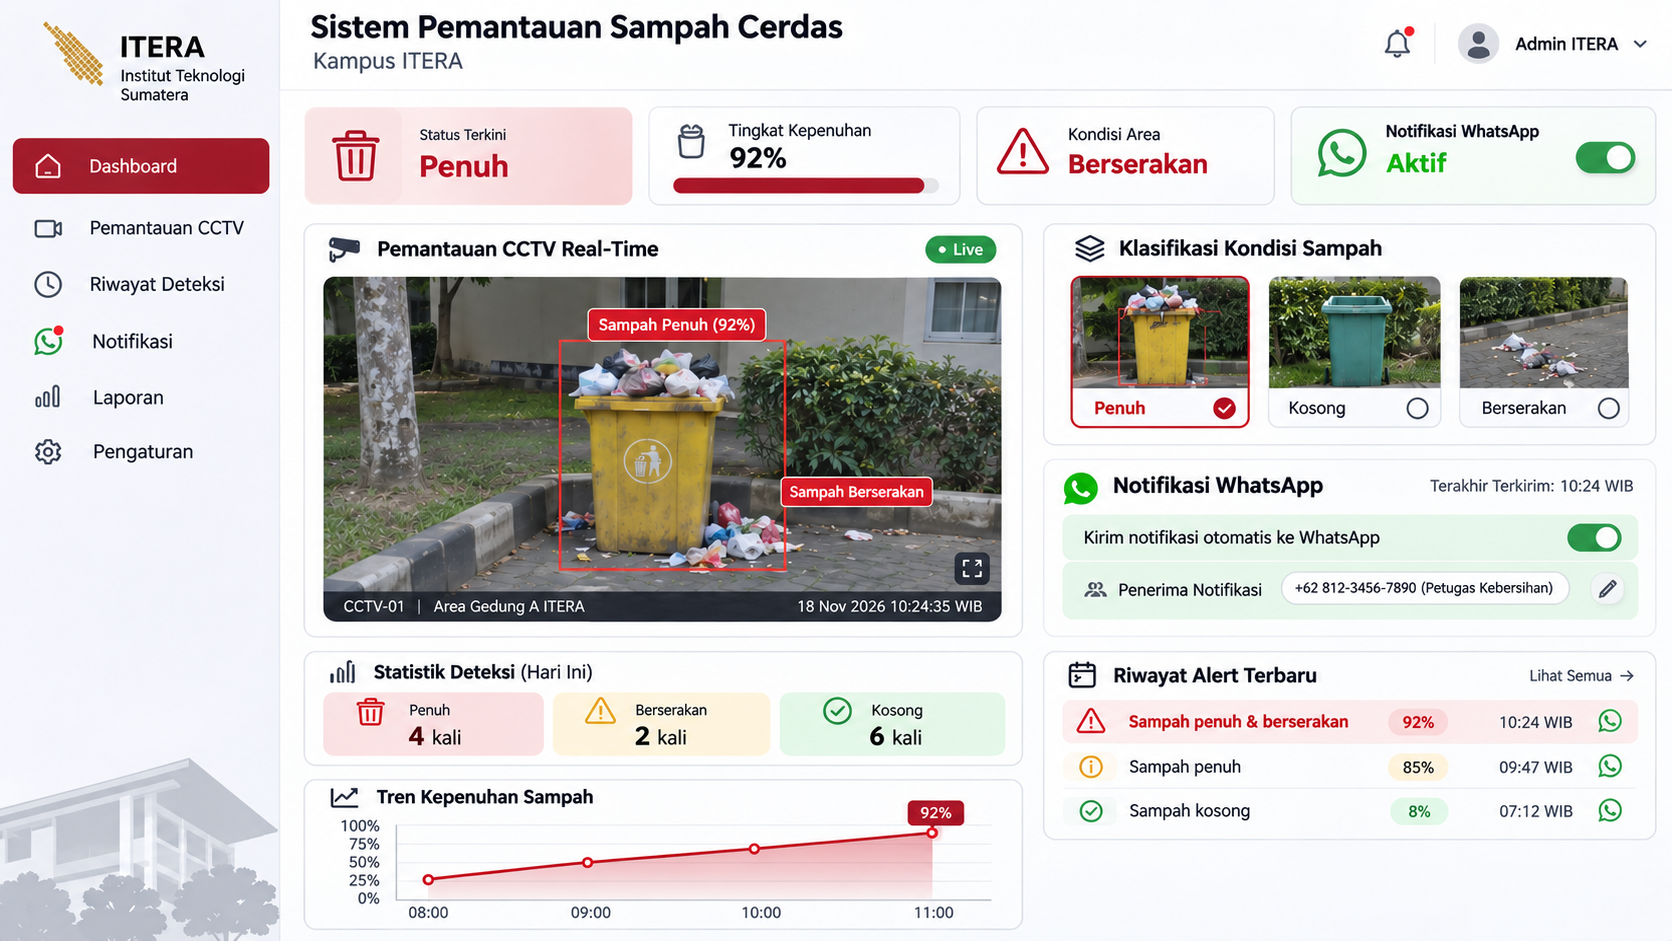 ITERA
Institut Teknologi
Sumatera
Dashboard
Pemantauan CCTV
Riwayat Deteksi
Notifikasi
Laporan
Pengaturan
Sistem Pemantauan Sampah Cerdas
Kampus ITERA
Admin ITERA
Status Terkini
Penuh
Tingkat Kepenuhan
92%
Kondisi Area
Berserakan
Notifikasi WhatsApp
Aktif
Pemantauan CCTV Real-Time
Live
Sampah Penuh (92%)
Sampah Berserakan
CCTV-01 | Area Gedung A ITERA
18 Nov 2026 10:24:35 WIB
Klasifikasi Kondisi Sampah
Penuh
Kosong
Berserakan
Notifikasi WhatsApp
Terakhir Terkirim: 10:24 WIB
Kirim notifikasi otomatis ke WhatsApp
Penerima Notifikasi
+62 812-3456-7890 (Petugas Kebersihan)
Statistik Deteksi (Hari Ini)
Penuh
4 kali
Berserakan
2 kali
Kosong
6 kali
Tren Kepenuhan Sampah
92%
100%
75%
50%
25%
0%
08:00
09:00
10:00
11:00
Riwayat Alert Terbaru
Lihat Semua →
Sampah penuh & berserakan 92% 10:24 WIB
Sampah penuh 85% 09:47 WIB
Sampah kosong 8% 07:12 WIB